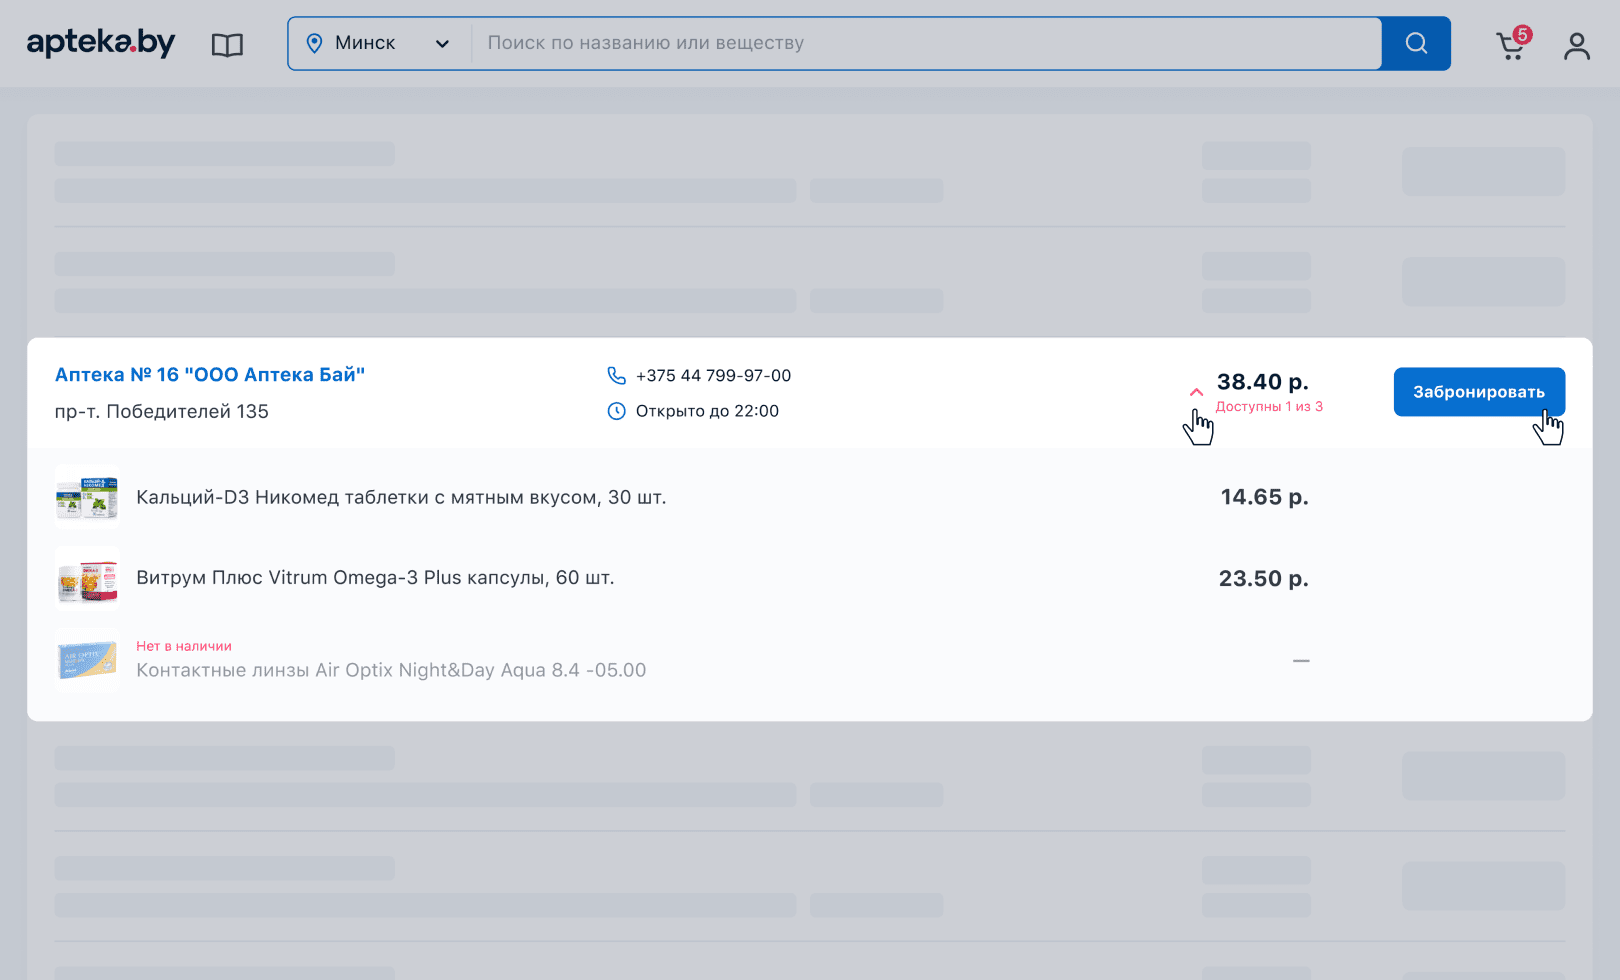 apteka.by
Минск
Поиск по названию или веществу
5
Аптека № 16 "ООО Аптека Бай"
+375 44 799-97-00
38.40 р.
Забронировать
пр-т. Победителей 135
Открыто до 22:00
Доступны 1 из 3
Кальций-D3 Никомед таблетки с мятным вкусом, 30 шт.
14.65 р.
Витрум Плюс Vitrum Omega-3 Plus капсулы, 60 шт.
23.50 р.
Нет в наличии
Контактные линзы Air Optix Night&Day Aqua 8.4 -05.00
—